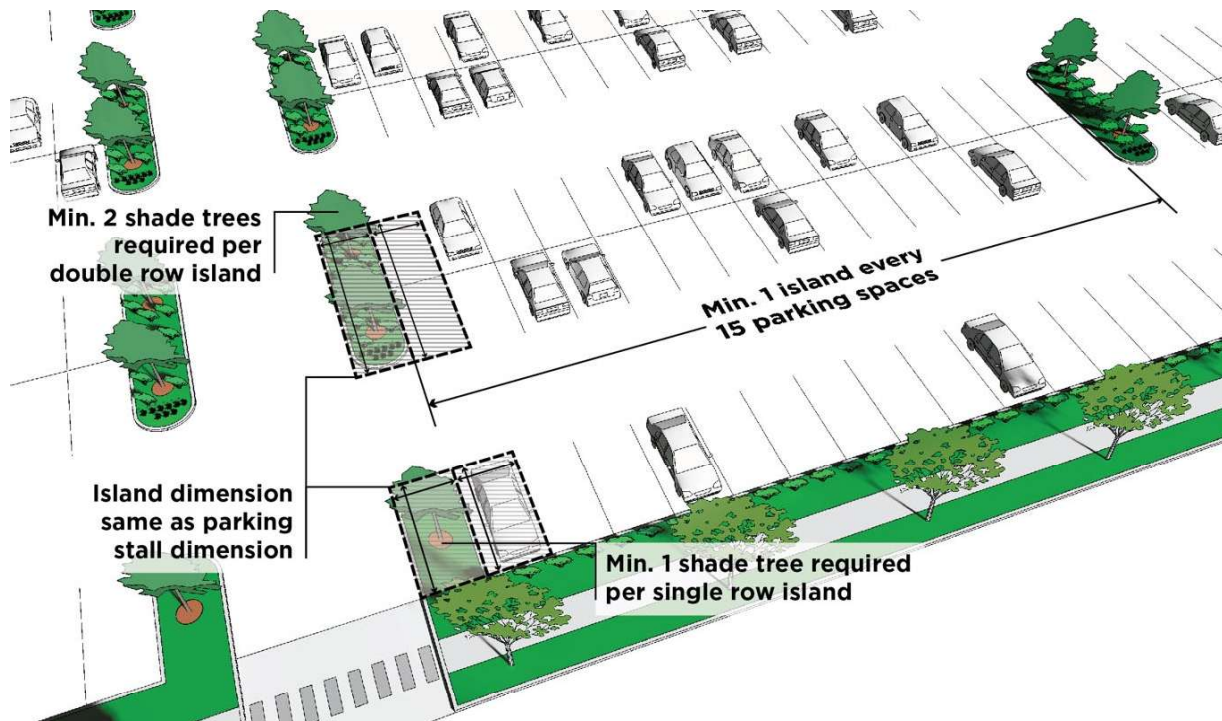 Min. 2 shade trees
required per
double row island
Min. 1 island every
15 parking spaces
Island dimension
same as parking
stall dimension
Min. 1 shade tree required
per single row island